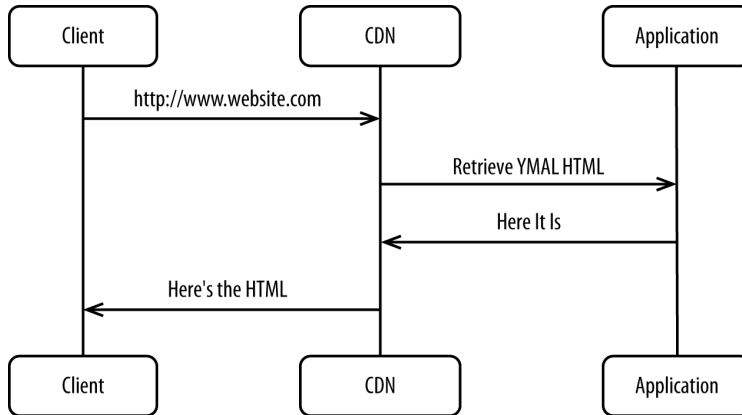 Client CDN Application
http://www.website.com
Retrieve YMAL HTML
Here It Is
Here's the HTML
Client CDN Application